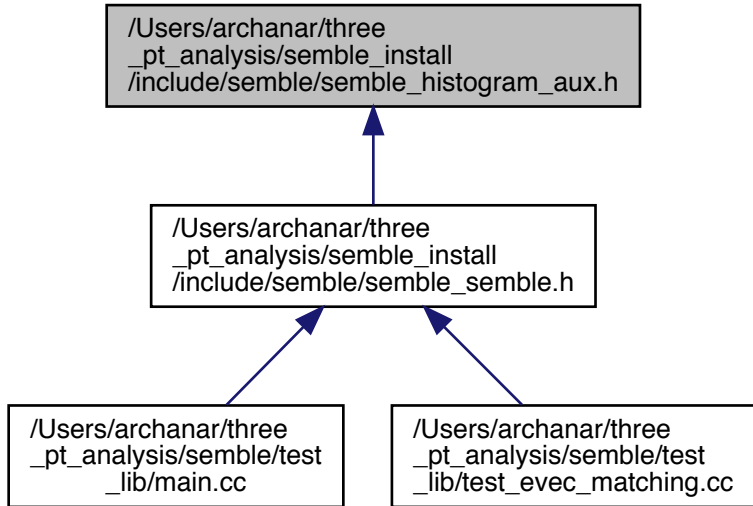 /Users/archanar/three
_pt_analysis/semble_install
/include/semble/semble_histogram_aux.h
/Users/archanar/three
_pt_analysis/semble_install
/include/semble/semble_semble.h
/Users/archanar/three
_pt_analysis/semble/test
_lib/main.cc
/Users/archanar/three
_pt_analysis/semble/test
_lib/test_evec_matching.cc